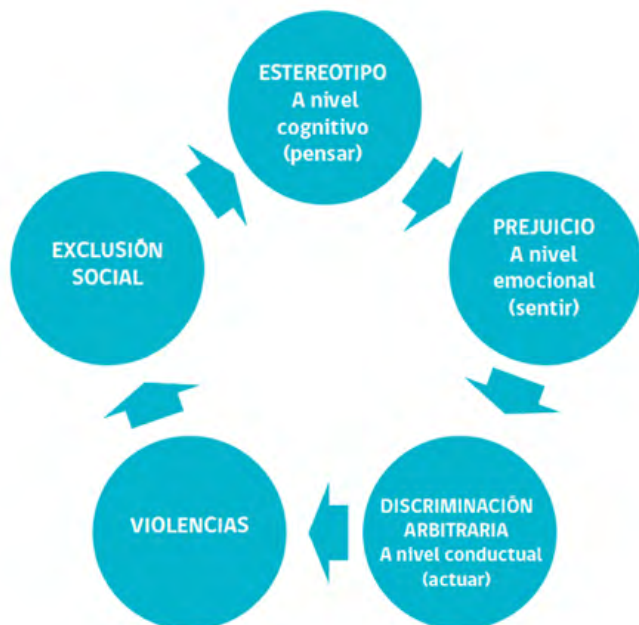 ESTEREOTIPO
A nivel
cognitivo
(pensar)
PREJUICIO
A nivel
emocional
(sentir)
DISCRIMINACIÓN
ARBITRARIA
A nivel conductual
(actuar)
VIOLENCIAS
EXCLUSIÓN
SOCIAL